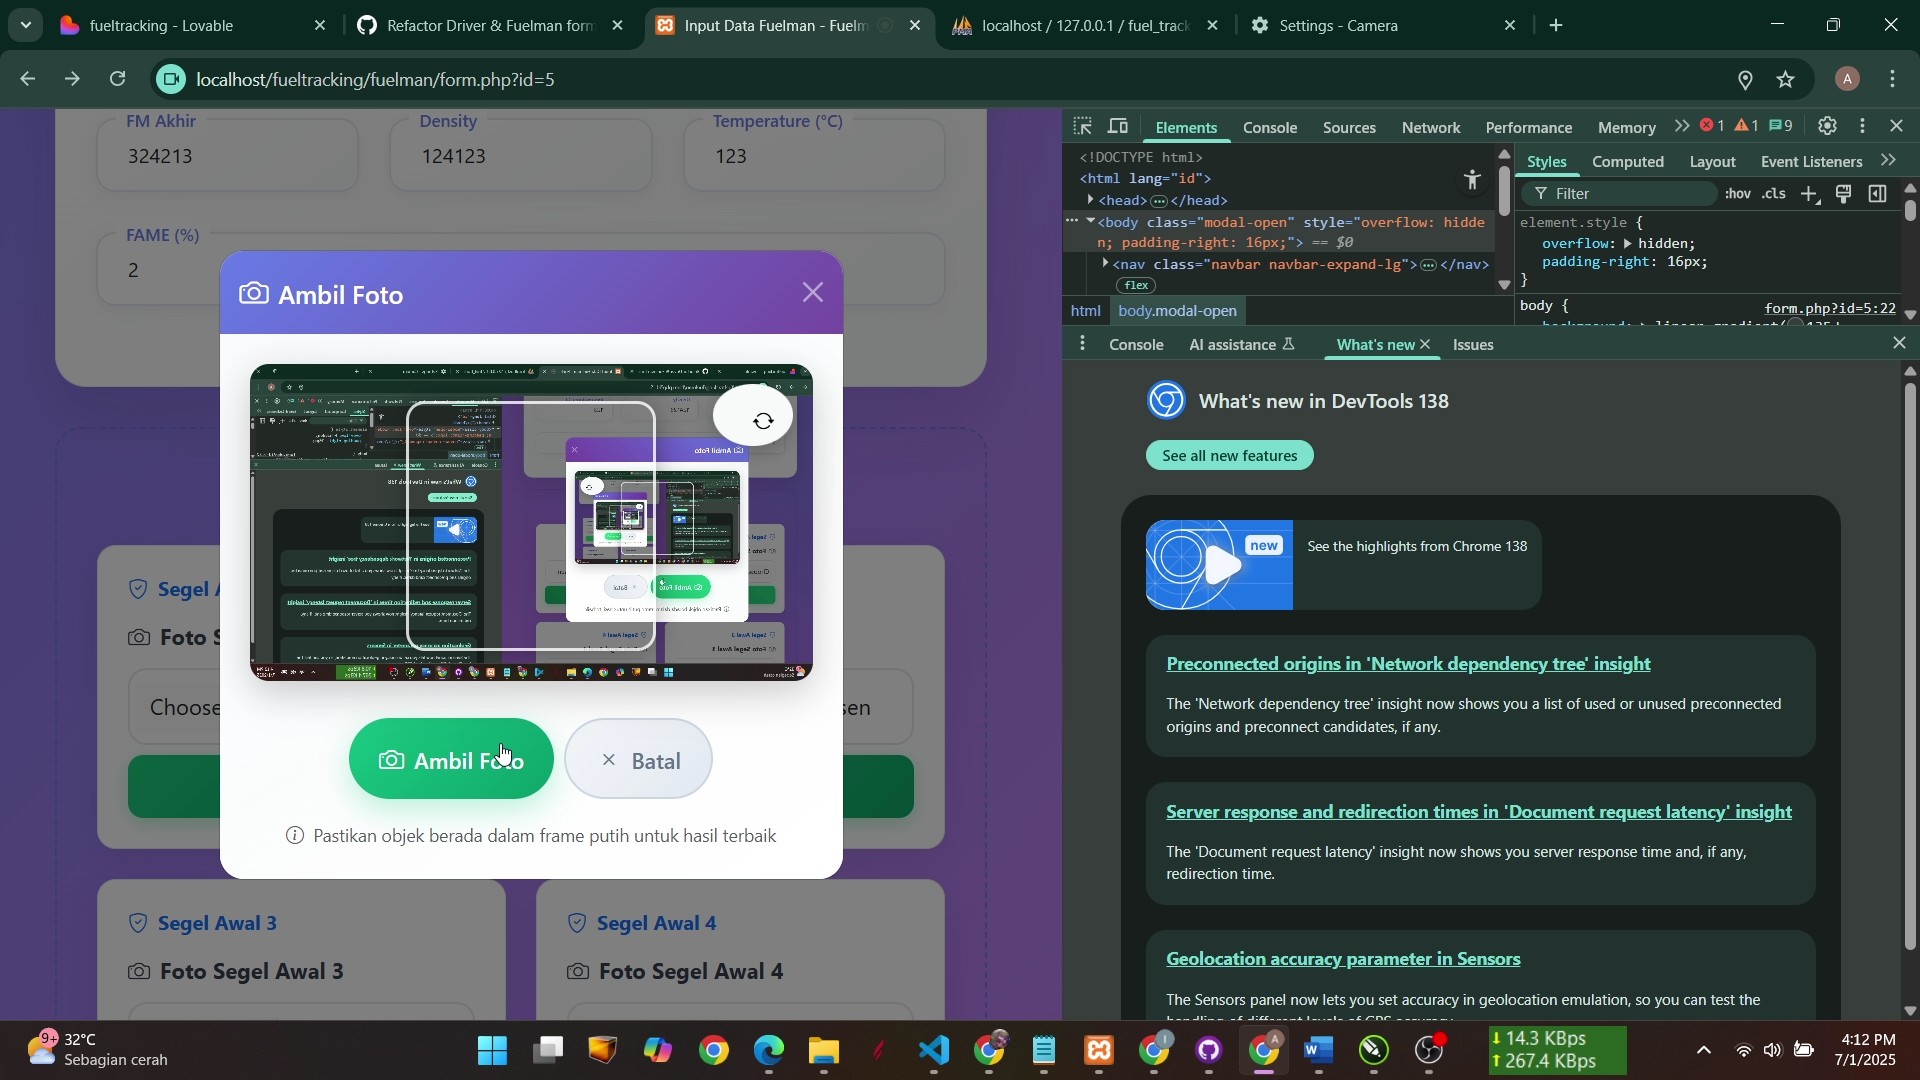 fueltracking - Lovable
Refactor Driver & Fuelman form
Input Data Fuelman - Fuelm
localhost / 127.0.0.1 / fuel_track
Settings - Camera
localhost/fueltracking/fuelman/form.php?id=5
A
FM Akhir
324213
Density
124123
Temperature (°C)
123
FAME (%)
2
Ambil Foto
Ambil Foto
Batal
Pastikan objek berada dalam frame putih untuk hasil terbaik
Segel A
Foto S
Choose
sen
Segel Awal 3
Foto Segel Awal 3
Segel Awal 4
Foto Segel Awal 4
Elements
Console
Sources
Network
Performance
Memory
1
1
9
<!DOCTYPE html>
<html lang="id">
<head> … </head>
<body class="modal-open" style="overflow: hidde
n; padding-right: 16px;"> == $0
<nav class="navbar navbar-expand-lg"> … </nav>
flex
html
body.modal-open
Styles
Computed
Layout
Event Listeners
Filter
:hov
.cls
element.style {
overflow: hidden;
padding-right: 16px;
}
body {
form.php?id=5:22
Console
AI assistance
What's new
Issues
What's new in DevTools 138
See all new features
new
See the highlights from Chrome 138
Preconnected origins in 'Network dependency tree' insight
The 'Network dependency tree' insight now shows you a list of used or unused preconnected
origins and preconnect candidates, if any.
Server response and redirection times in 'Document request latency' insight
The 'Document request latency' insight now shows you server response time and, if any,
redirection time.
Geolocation accuracy parameter in Sensors
The Sensors panel now lets you set accuracy in geolocation emulation, so you can test the
9+
32°C
Sebagian cerah
14.3 KBps
267.4 KBps
4:12 PM
7/1/2025